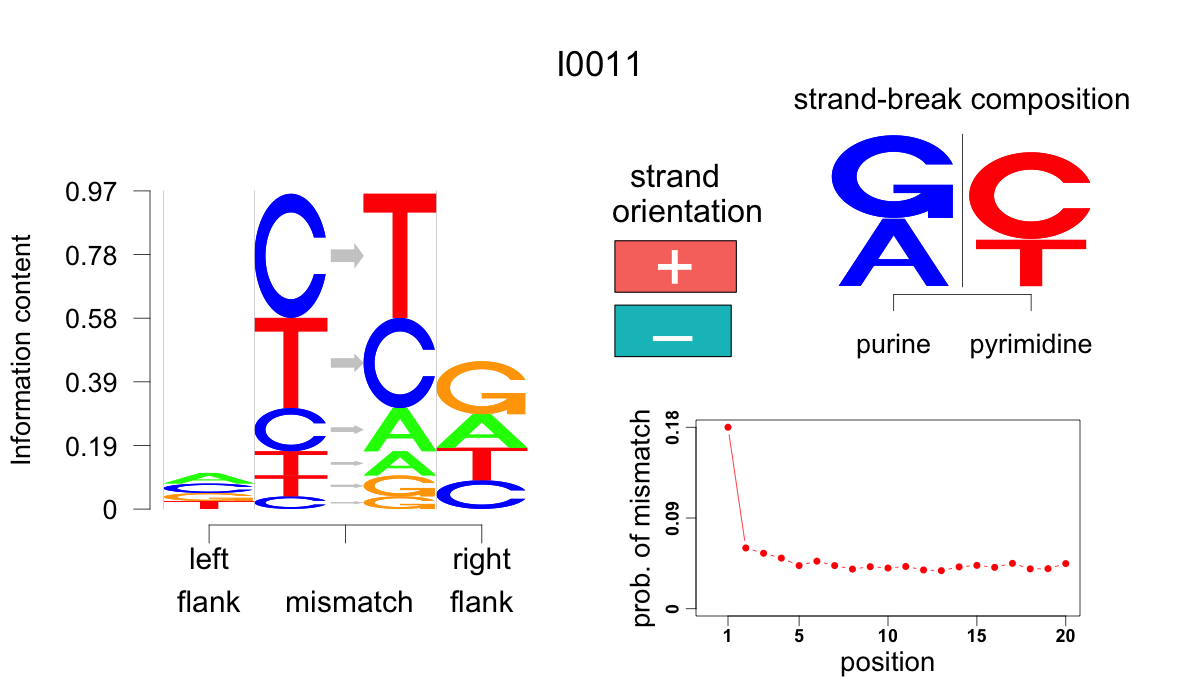 I0011
strand-break composition
G C
A T
purine pyrimidine
strand
orientation
+
–
Information content
0.97
0.78
0.58
0.39
0.19
0
C T
T C
C A
T A
T G
C G
A
C
G
T
G
A
T
C
left
flank
mismatch
right
flank
prob. of mismatch
0.18
0.09
0
1 5 10 15 20
position